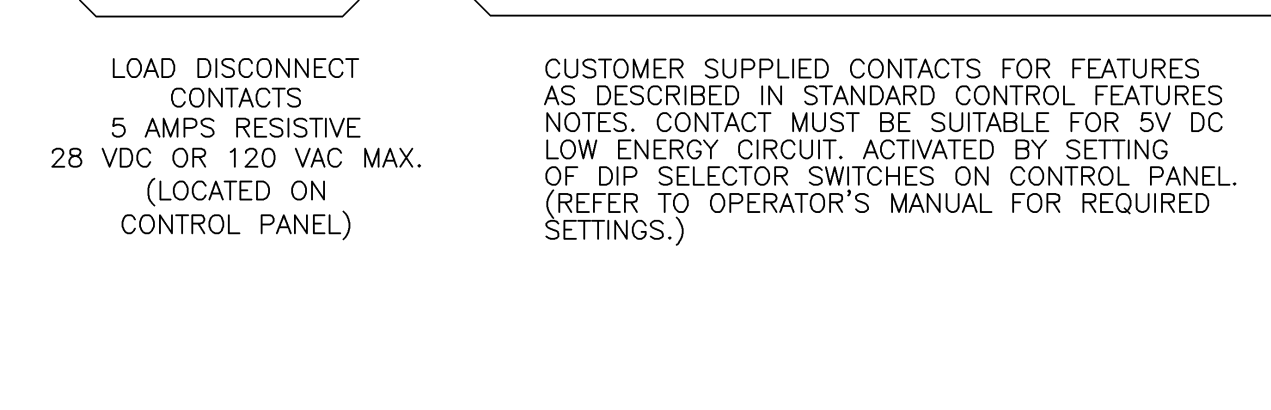 LOAD DISCONNECT
CONTACTS
5 AMPS RESISTIVE
28 VDC OR 120 VAC MAX.
(LOCATED ON
CONTROL PANEL)
CUSTOMER SUPPLIED CONTACTS FOR FEATURES
AS DESCRIBED IN STANDARD CONTROL FEATURES
NOTES. CONTACT MUST BE SUITABLE FOR 5V DC
LOW ENERGY CIRCUIT. ACTIVATED BY SETTING
OF DIP SELECTOR SWITCHES ON CONTROL PANEL.
(REFER TO OPERATOR'S MANUAL FOR REQUIRED
SETTINGS.)